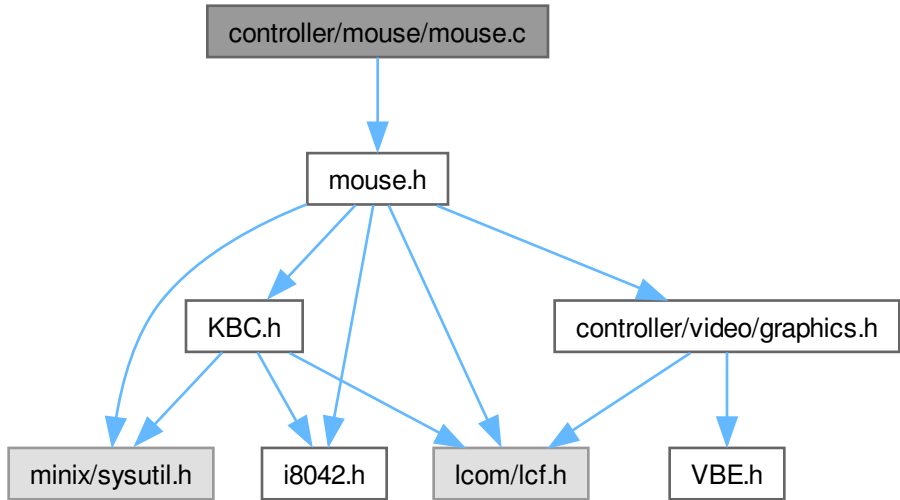 controller/mouse/mouse.c
mouse.h
KBC.h
controller/video/graphics.h
minix/sysutil.h
i8042.h
lcom/lcf.h
VBE.h